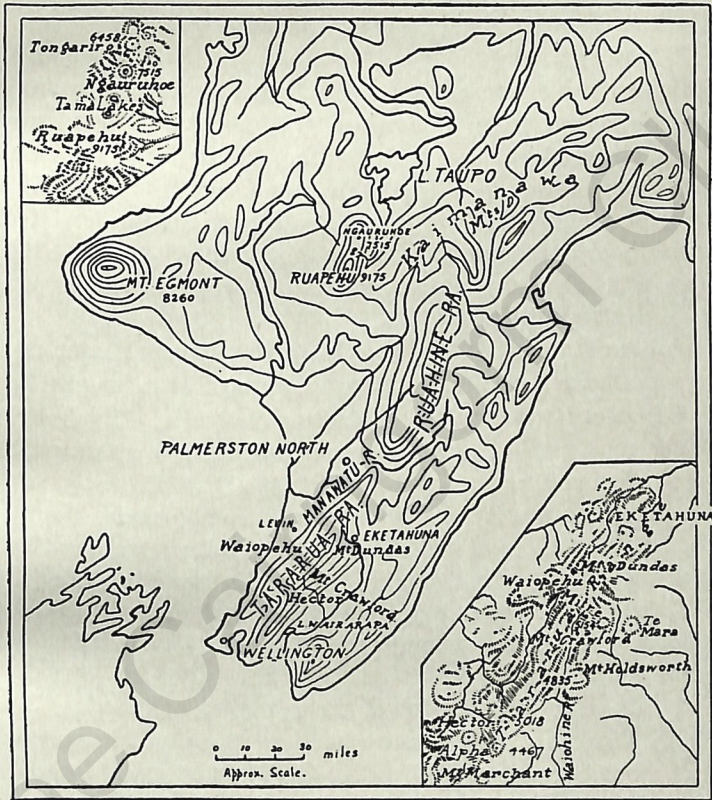 6458
Tongariro
7515
Ngauruhoe
Tama Lakes
Ruapehu
9175
L. TAUPO
Kaimanawa
Mts
NGAURUHOE
7515
RUAPEHU 9175
MT. EGMONT
8260
RUAHINE RA.
PALMERSTON NORTH
MANAWATU-R.
LEVIN
TARARUA RA.
EKETAHUNA
Waiopehu
Mt Dundas
Mt Crawford
Hector
L. WAIRARAPA
WELLINGTON
0 10 20 30 miles
Approx. Scale.
EKETAHUNA
Mt Dundas
Waiopehu
Te
Mara
Mt Crawford
Mt Holdsworth
4835
Hector 5018
Alpha 4467
Mt Marchant
Waiohine R